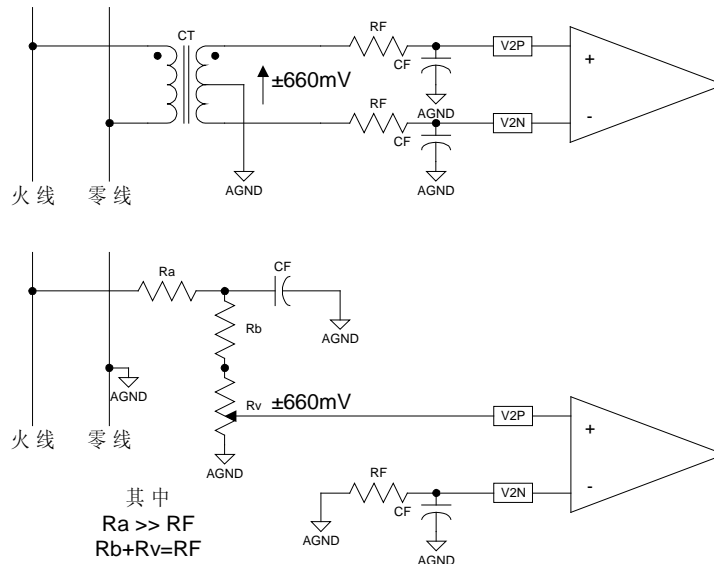 CT
RF
CF
V2P
±660mV
AGND
+
RF
CF
V2N
-
AGND
AGND
火线
零线
Ra
CF
AGND
Rb
AGND
Rv
±660mV
V2P
火线
零线
AGND
+
RF
CF
V2N
-
AGND
AGND
其中
Ra >> RF
Rb+Rv=RF